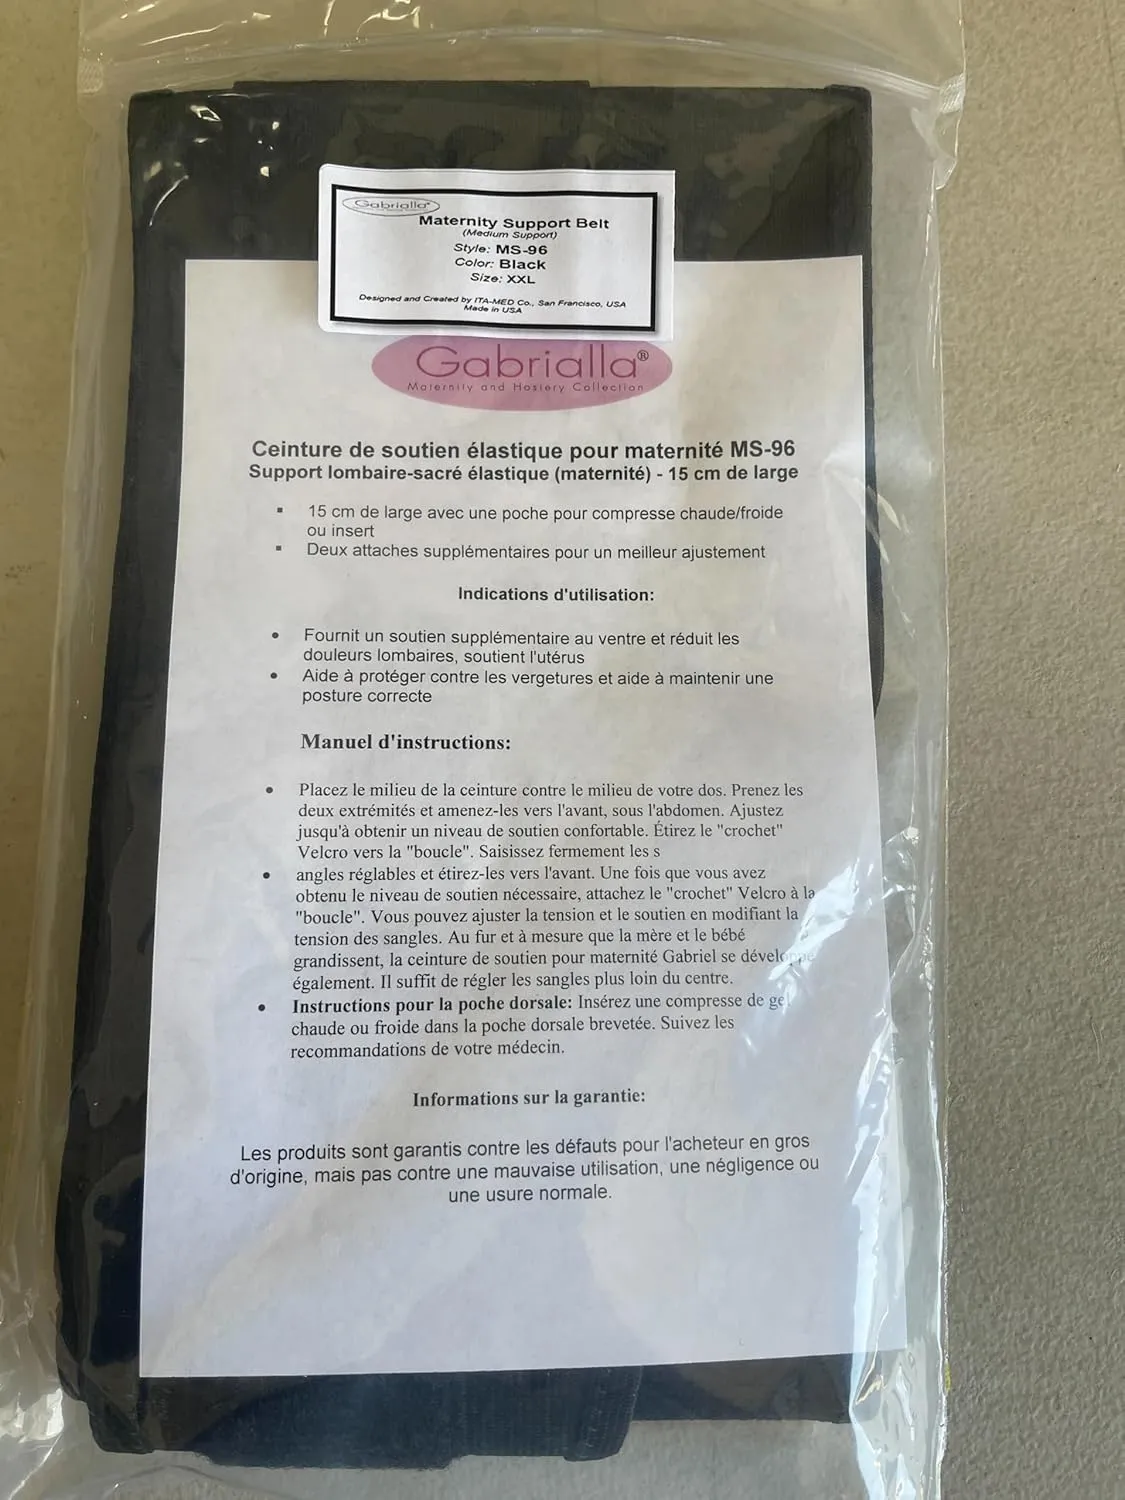 Gabrialla®
Maternity Support Belt
(Medium Support)
Style: MS-96
Color: Black
Size: XXL
Designed and Created by ITA-MED Co., San Francisco, USA
Made in USA
Gabrialla®
Maternity and Hosiery Collection
Ceinture de soutien élastique pour maternité MS-96
Support lombaire-sacré élastique (maternité) - 15 cm de large
▪ 15 cm de large avec une poche pour compresse chaude/froide
ou insert
▪ Deux attaches supplémentaires pour un meilleur ajustement
Indications d'utilisation:
• Fournit un soutien supplémentaire au ventre et réduit les
douleurs lombaires, soutient l'utérus
• Aide à protéger contre les vergetures et aide à maintenir une
posture correcte
Manuel d'instructions:
• Placez le milieu de la ceinture contre le milieu de votre dos. Prenez les
deux extrémités et amenez-les vers l'avant, sous l'abdomen. Ajustez
jusqu'à obtenir un niveau de soutien confortable. Étirez le "crochet"
Velcro vers la "boucle". Saisissez fermement les s
• angles réglables et étirez-les vers l'avant. Une fois que vous avez
obtenu le niveau de soutien nécessaire, attachez le "crochet" Velcro à la
"boucle". Vous pouvez ajuster la tension et le soutien en modifiant la
tension des sangles. Au fur et à mesure que la mère et le bébé
grandissent, la ceinture de soutien pour maternité Gabriel se développe
également. Il suffit de régler les sangles plus loin du centre.
• Instructions pour la poche dorsale: Insérez une compresse de gel
chaude ou froide dans la poche dorsale brevetée. Suivez les
recommandations de votre médecin.
Informations sur la garantie:
Les produits sont garantis contre les défauts pour l'acheteur en gros
d'origine, mais pas contre une mauvaise utilisation, une négligence ou
une usure normale.